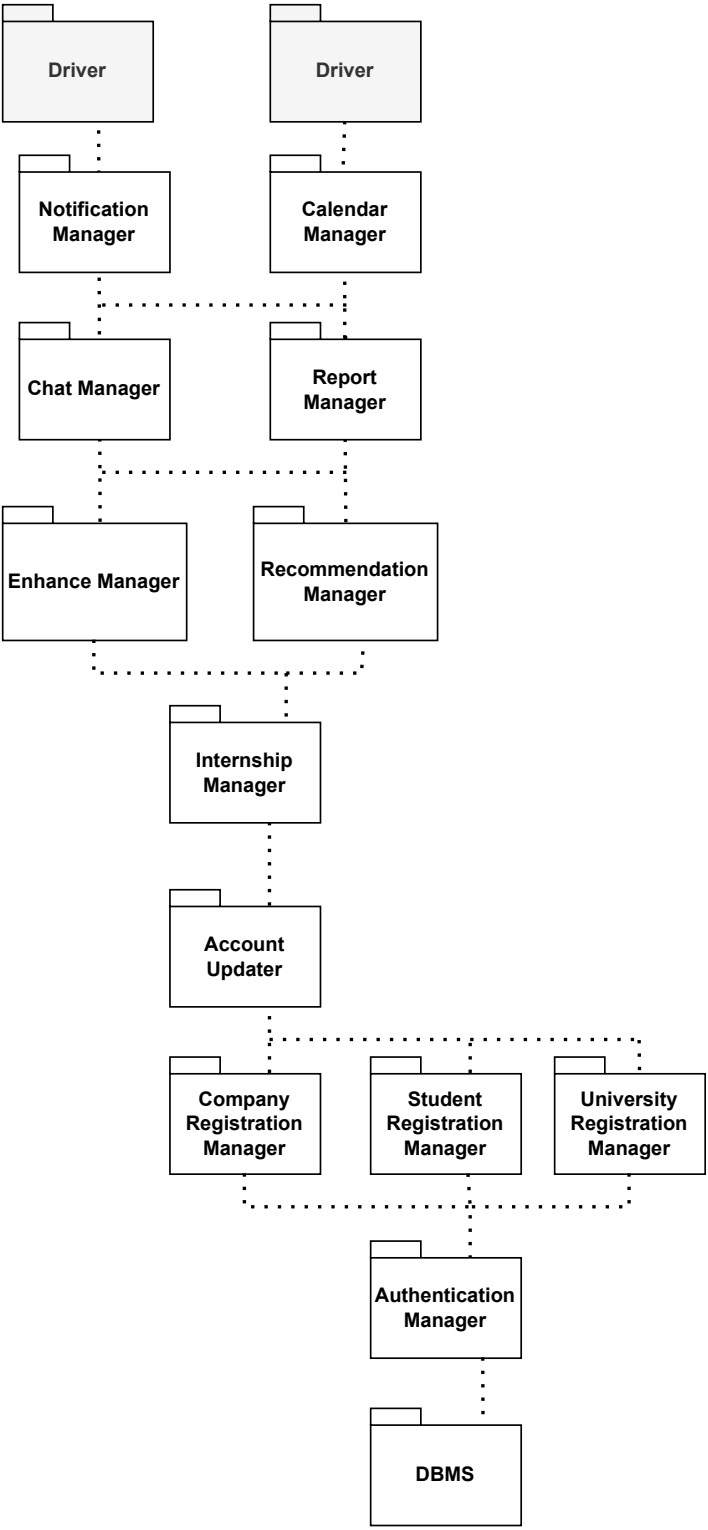 Driver
Driver
Notification
Manager
Calendar
Manager
Chat Manager
Report
Manager
Enhance Manager
Recommendation
Manager
Internship
Manager
Account
Updater
Company
Registration
Manager
Student
Registration
Manager
University
Registration
Manager
Authentication
Manager
DBMS